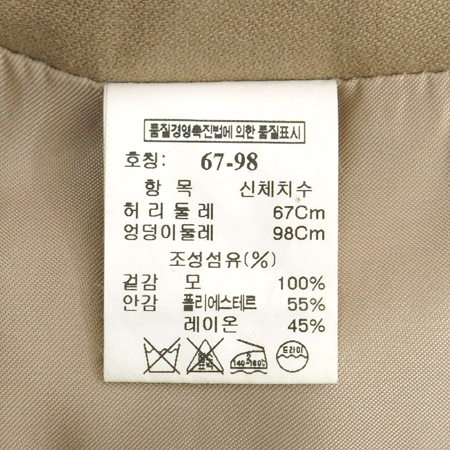 품질경영촉진법에 의한 품질표시
호칭: 67-98
항 목 신체치수
허리둘레 67Cm
엉덩이둘레 98Cm
조성섬유(%)
겉감 모 100%
안감 폴리에스테르 55%
레이온 45%
2 드라이
140~160℃